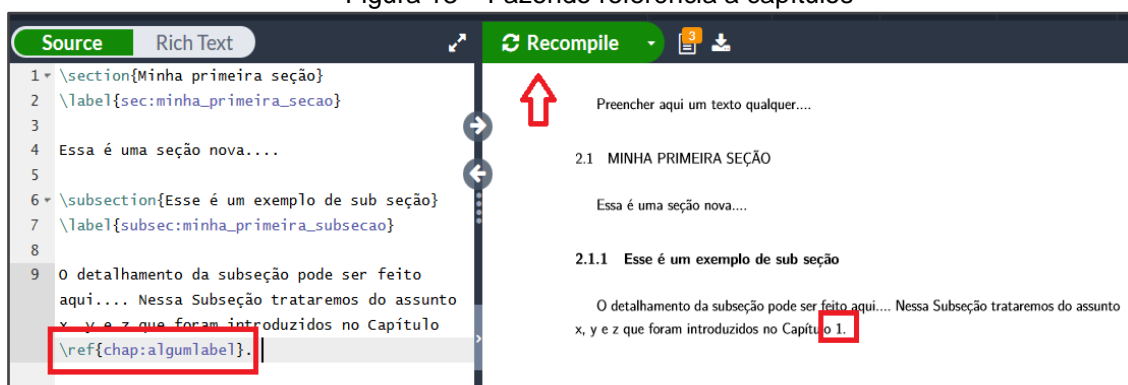 Figura 18 – Fazendo referência a capítulos
Source Rich Text
1 \section{Minha primeira seção}
2 \label{sec:minha_primeira_secao}
3
4 Essa é uma seção nova....
5
6 \subsection{Esse é um exemplo de sub seção}
7 \label{subsec:minha_primeira_subsecao}
8
9 O detalhamento da subseção pode ser feito
aqui.... Nessa Subseção trataremos do assunto
x, y e z que foram introduzidos no Capítulo
\ref{chap:algumlabel}.
Recompile 3
Preencher aqui um texto qualquer....
2.1 MINHA PRIMEIRA SEÇÃO
Essa é uma seção nova....
2.1.1 Esse é um exemplo de sub seção
O detalhamento da subseção pode ser feito aqui.... Nessa Subseção trataremos do assunto
x, y e z que foram introduzidos no Capítulo 1.